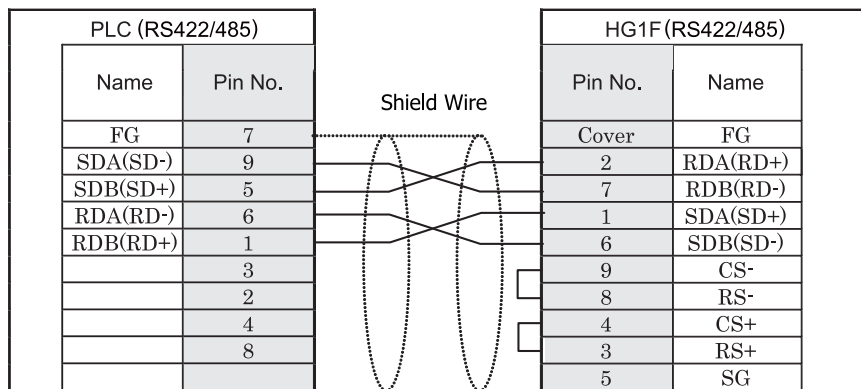 PLC (RS422/485) HG1F(RS422/485)
Name Pin No. Pin No. Name
Shield Wire
FG 7 Cover FG
SDA(SD-) 9 2 RDA(RD+)
SDB(SD+) 5 7 RDB(RD-)
RDA(RD-) 6 1 SDA(SD+)
RDB(RD+) 1 6 SDB(SD-)
3 9 CS-
2 8 RS-
4 4 CS+
8 3 RS+
5 SG